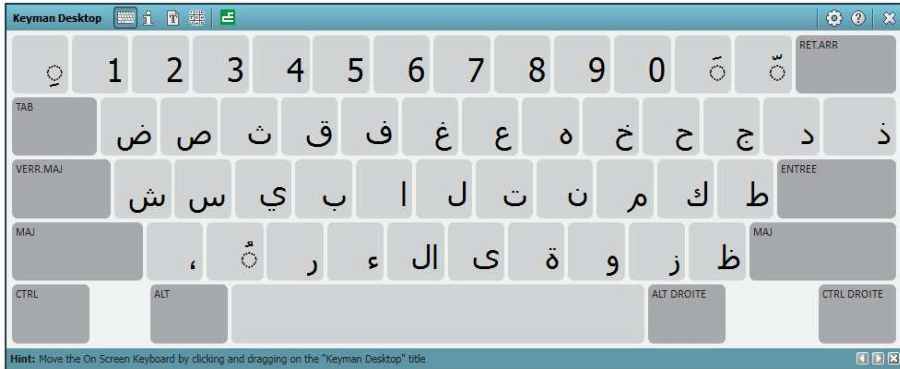 Keyman Desktop
◌ِ 1 2 3 4 5 6 7 8 9 0 ◌َ ◌ّ RET.ARR
TAB ض ص ث ق ف غ ع ه خ ح ج د ذ
VERR.MAJ ش س ي ب ا ل ت ن م ك ط ENTREE
MAJ ، ◌ُ ر ء ال ى ة و ز ظ MAJ
CTRL ALT ALT DROITE CTRL DROITE
Hint: Move the On Screen Keyboard by clicking and dragging on the "Keyman Desktop" title